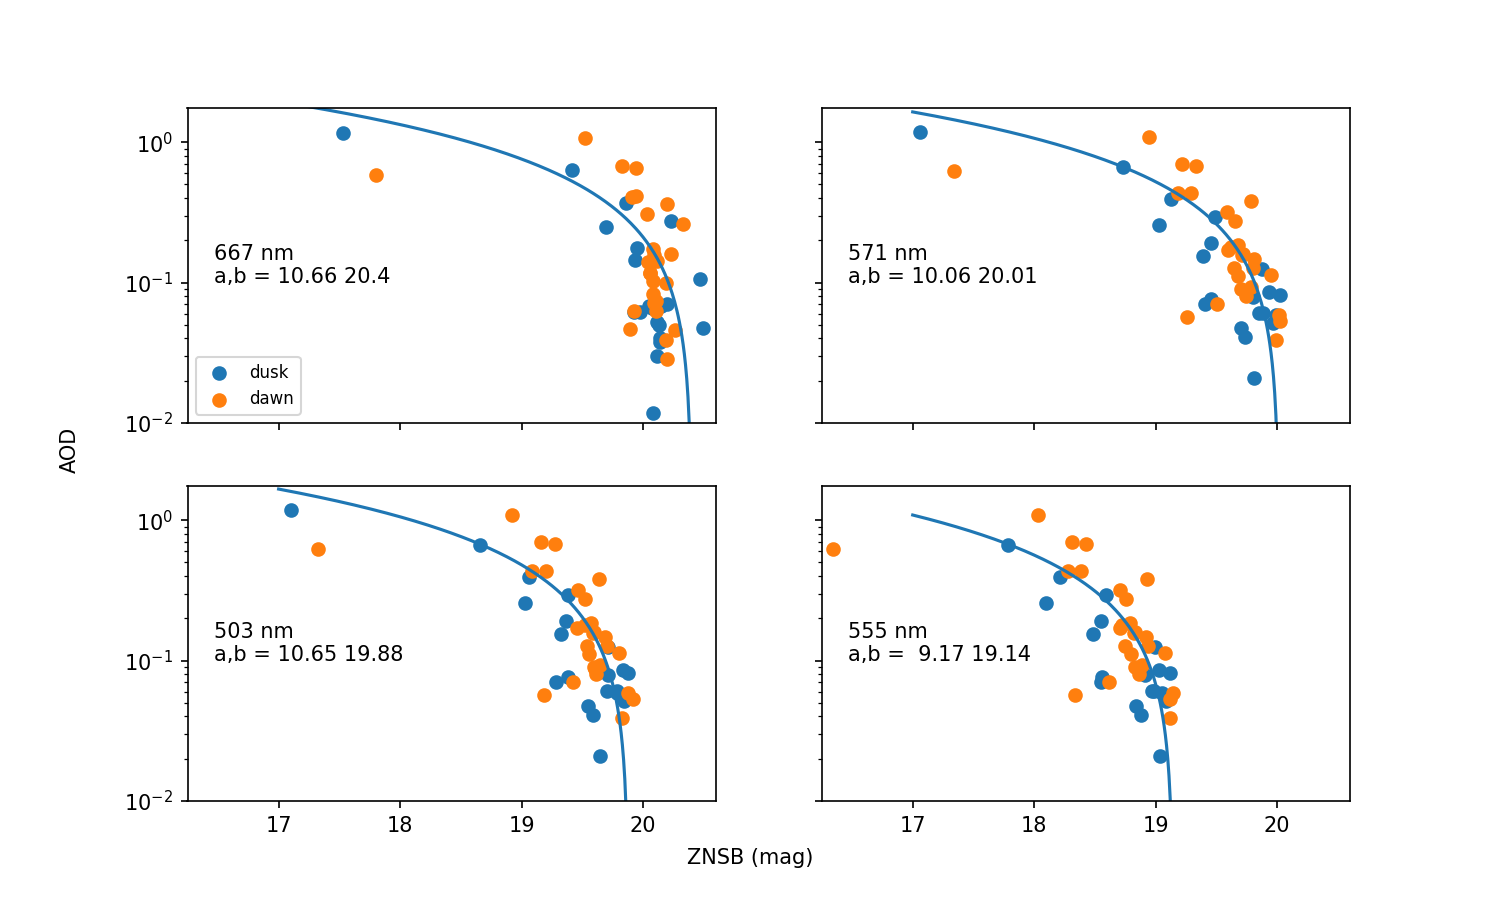 10⁰
10⁻¹
10⁻²
667 nm
a,b = 10.66 20.4
dusk
dawn
571 nm
a,b = 10.06 20.01
AOD
10⁰
10⁻¹
10⁻²
503 nm
a,b = 10.65 19.88
17 18 19 20
555 nm
a,b =  9.17 19.14
17 18 19 20
ZNSB (mag)